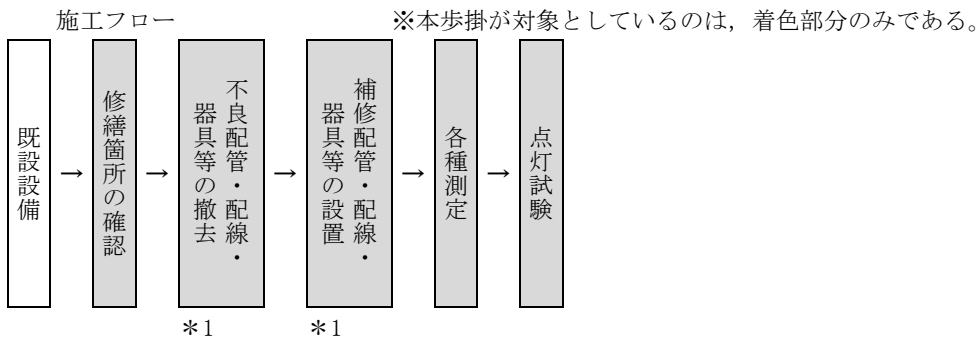 施工フロー
※本歩掛が対象としているのは，着色部分のみである。
既設設備
→
修繕箇所の確認
→
不良配管・配線・
器具等の撤去
→
補修配管・配線・
器具等の設置
→
各種測定
→
点灯試験
＊1
＊1